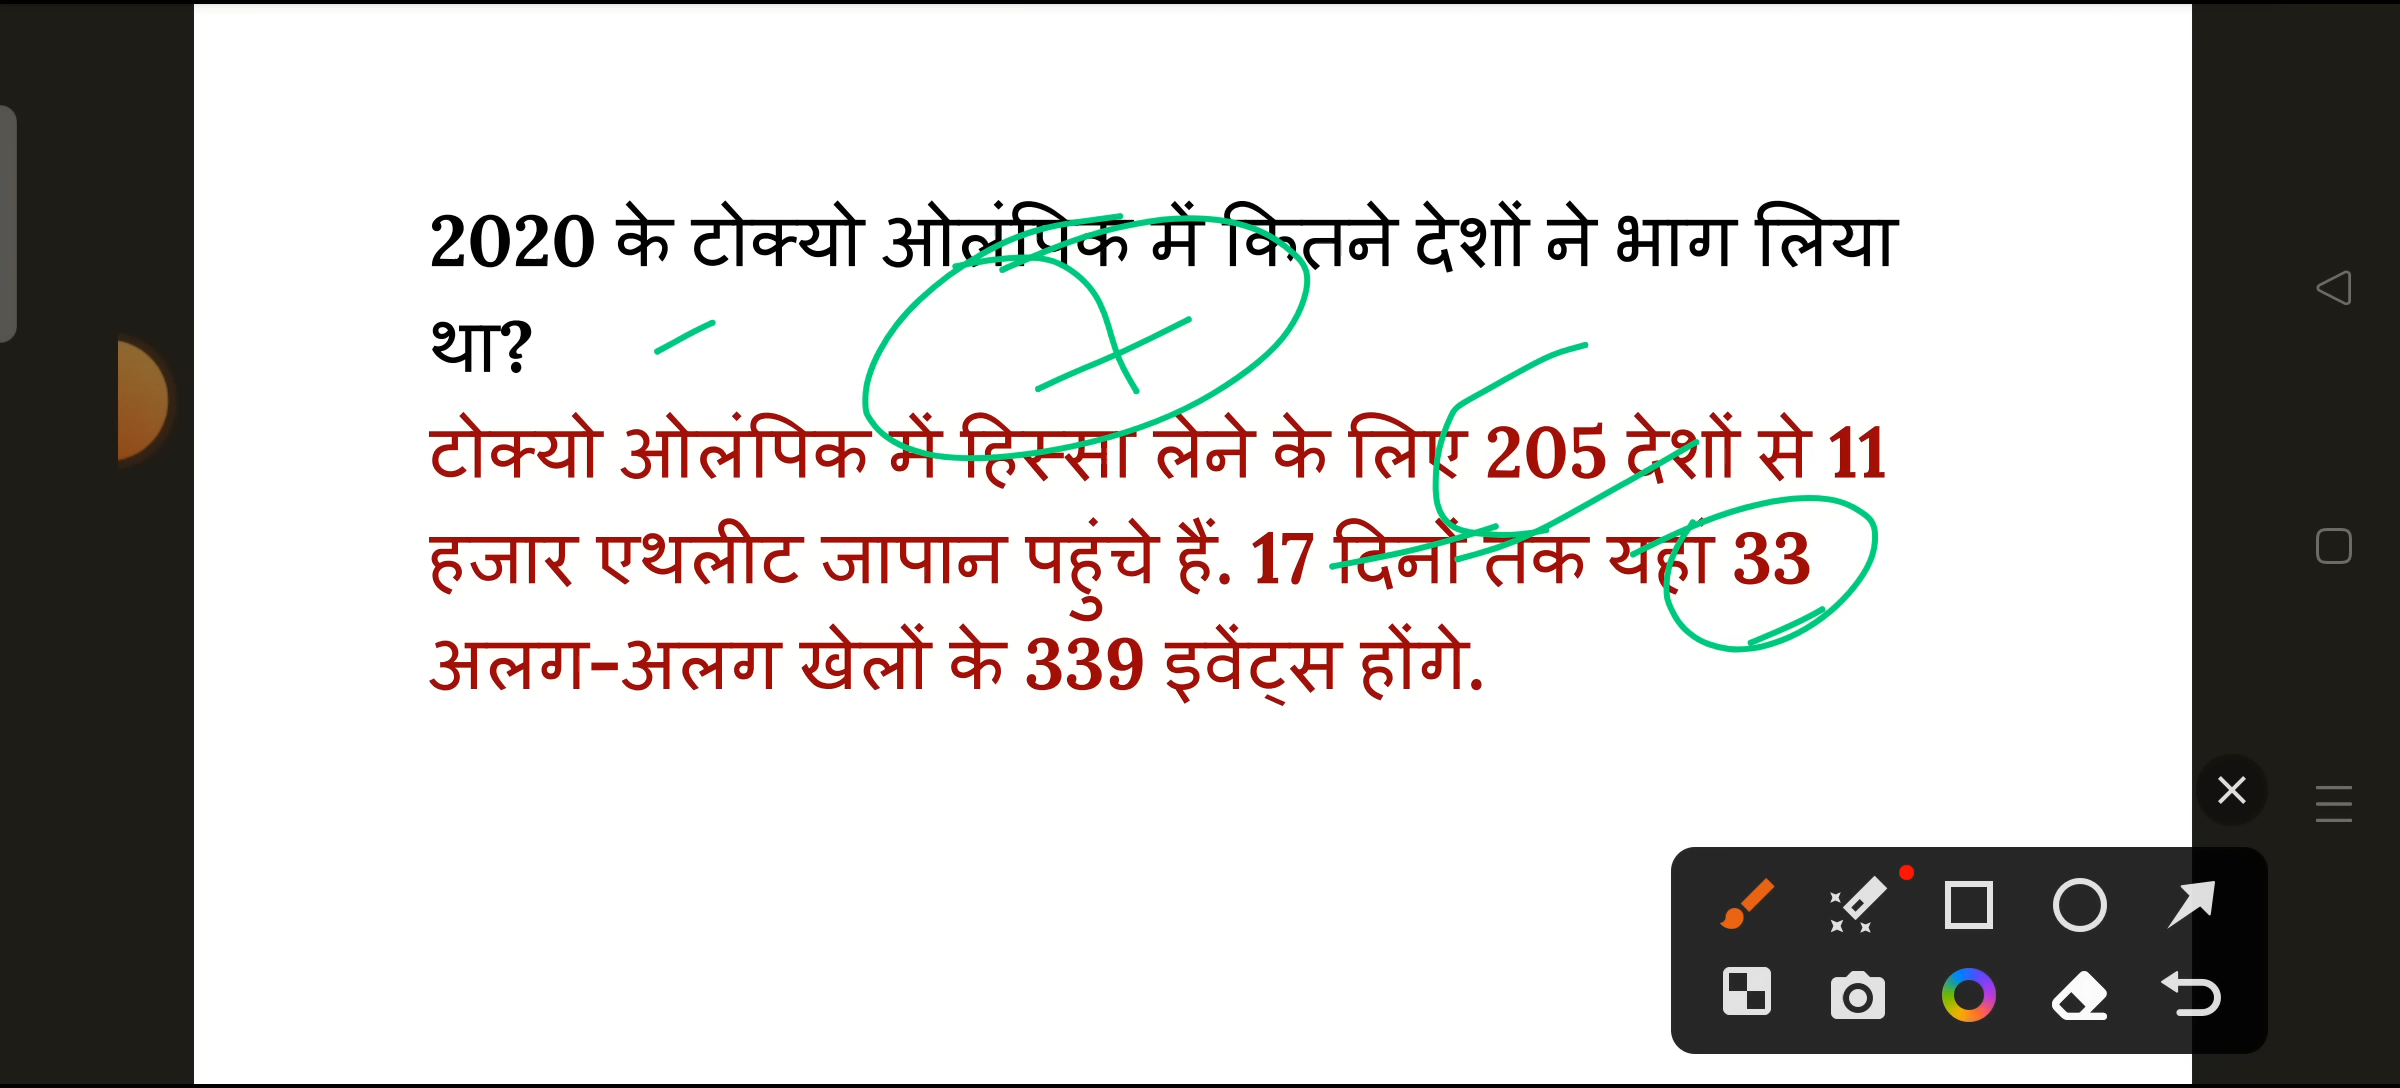 2020 के टोक्यो ओलंपिक में कितने देशों ने भाग लिया
था?
टोक्यो ओलंपिक में हिस्सा लेने के लिए 205 देशों से 11
हजार एथलीट जापान पहुंचे हैं. 17 दिनों तक यहां 33
अलग-अलग खेलों के 339 इवेंट्स होंगे.